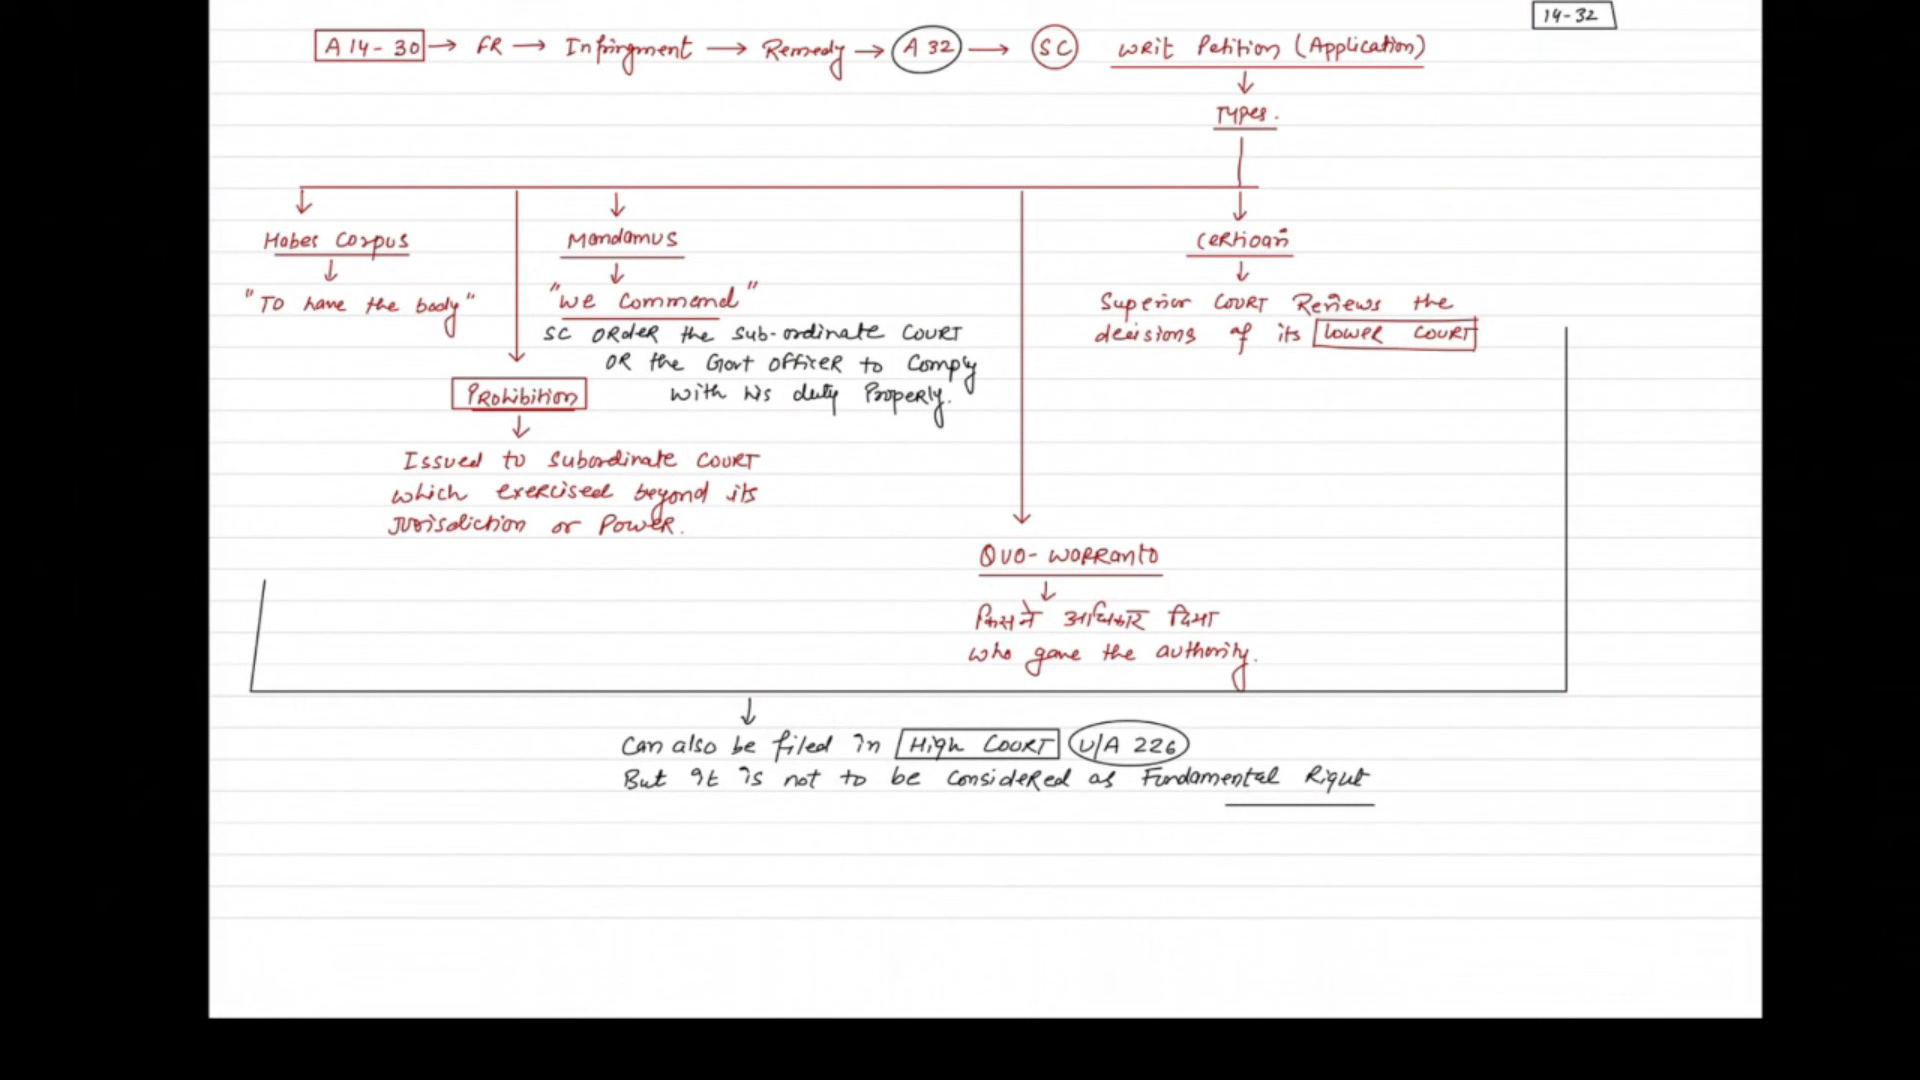 14-32
A 14-30 → FR → Infringment → Remedy → A 32 → SC Writ Petition (Application)
Types.
Habes Corpus
"To have the body"
Mandamus
"We Command"
SC order the Sub-ordinate Court
or the Govt officer to Comply
with his duty Properly.
Prohibition
Issued to Subordinate Court
which exercised beyond its
Jurisdiction or Power.
Certiorari
Superior Court Reviews the
decisions of its Lower Court
Quo-Warranto
किसने अधिकार दिया
who gave the authority.
Can also be filed in High Court U/A 226
But it is not to be Considered as Fundamental Right